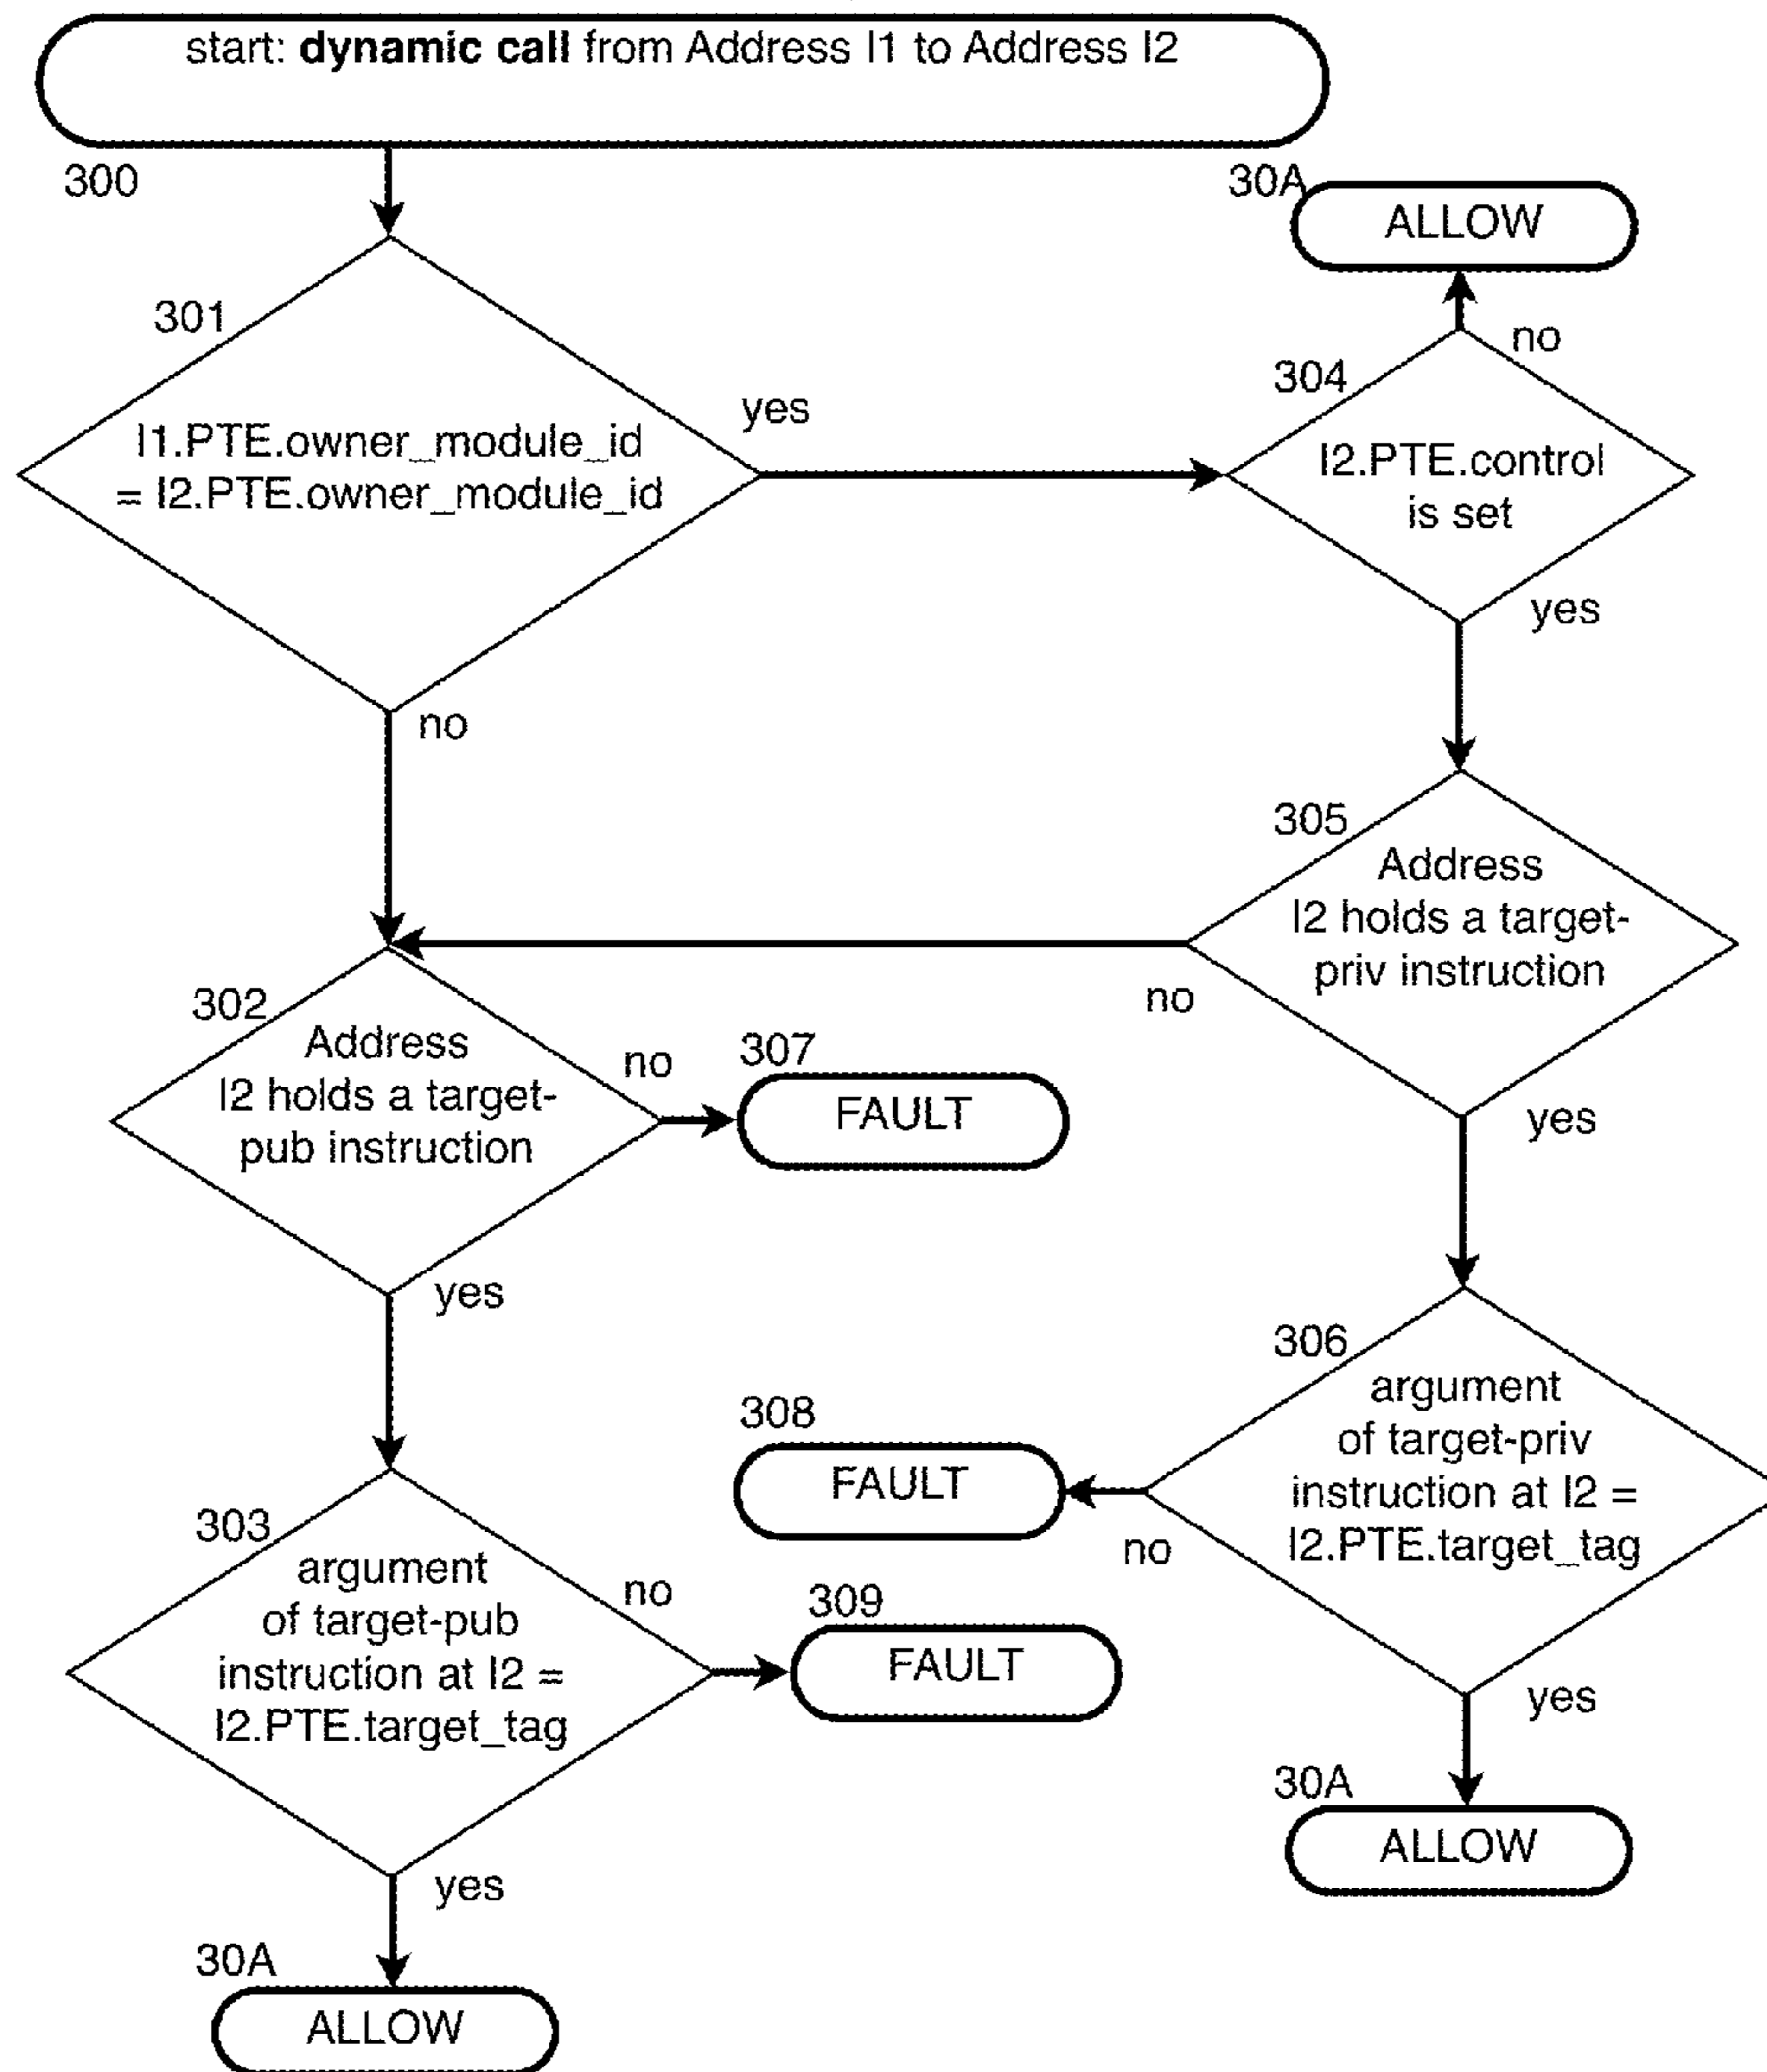 start: dynamic call from Address I1 to Address I2
300
30A
ALLOW
301
I1.PTE.owner_module_id
= I2.PTE.owner_module_id
yes
no
304
I2.PTE.control
is set
no
yes
305
Address
I2 holds a target-
priv instruction
no
yes
302
Address
I2 holds a target-
pub instruction
no
307
FAULT
yes
306
argument
of target-priv
instruction at I2 =
I2.PTE.target_tag
308
FAULT
no
yes
303
argument
of target-pub
instruction at I2 =
I2.PTE.target_tag
no
309
FAULT
yes
30A
ALLOW
30A
ALLOW